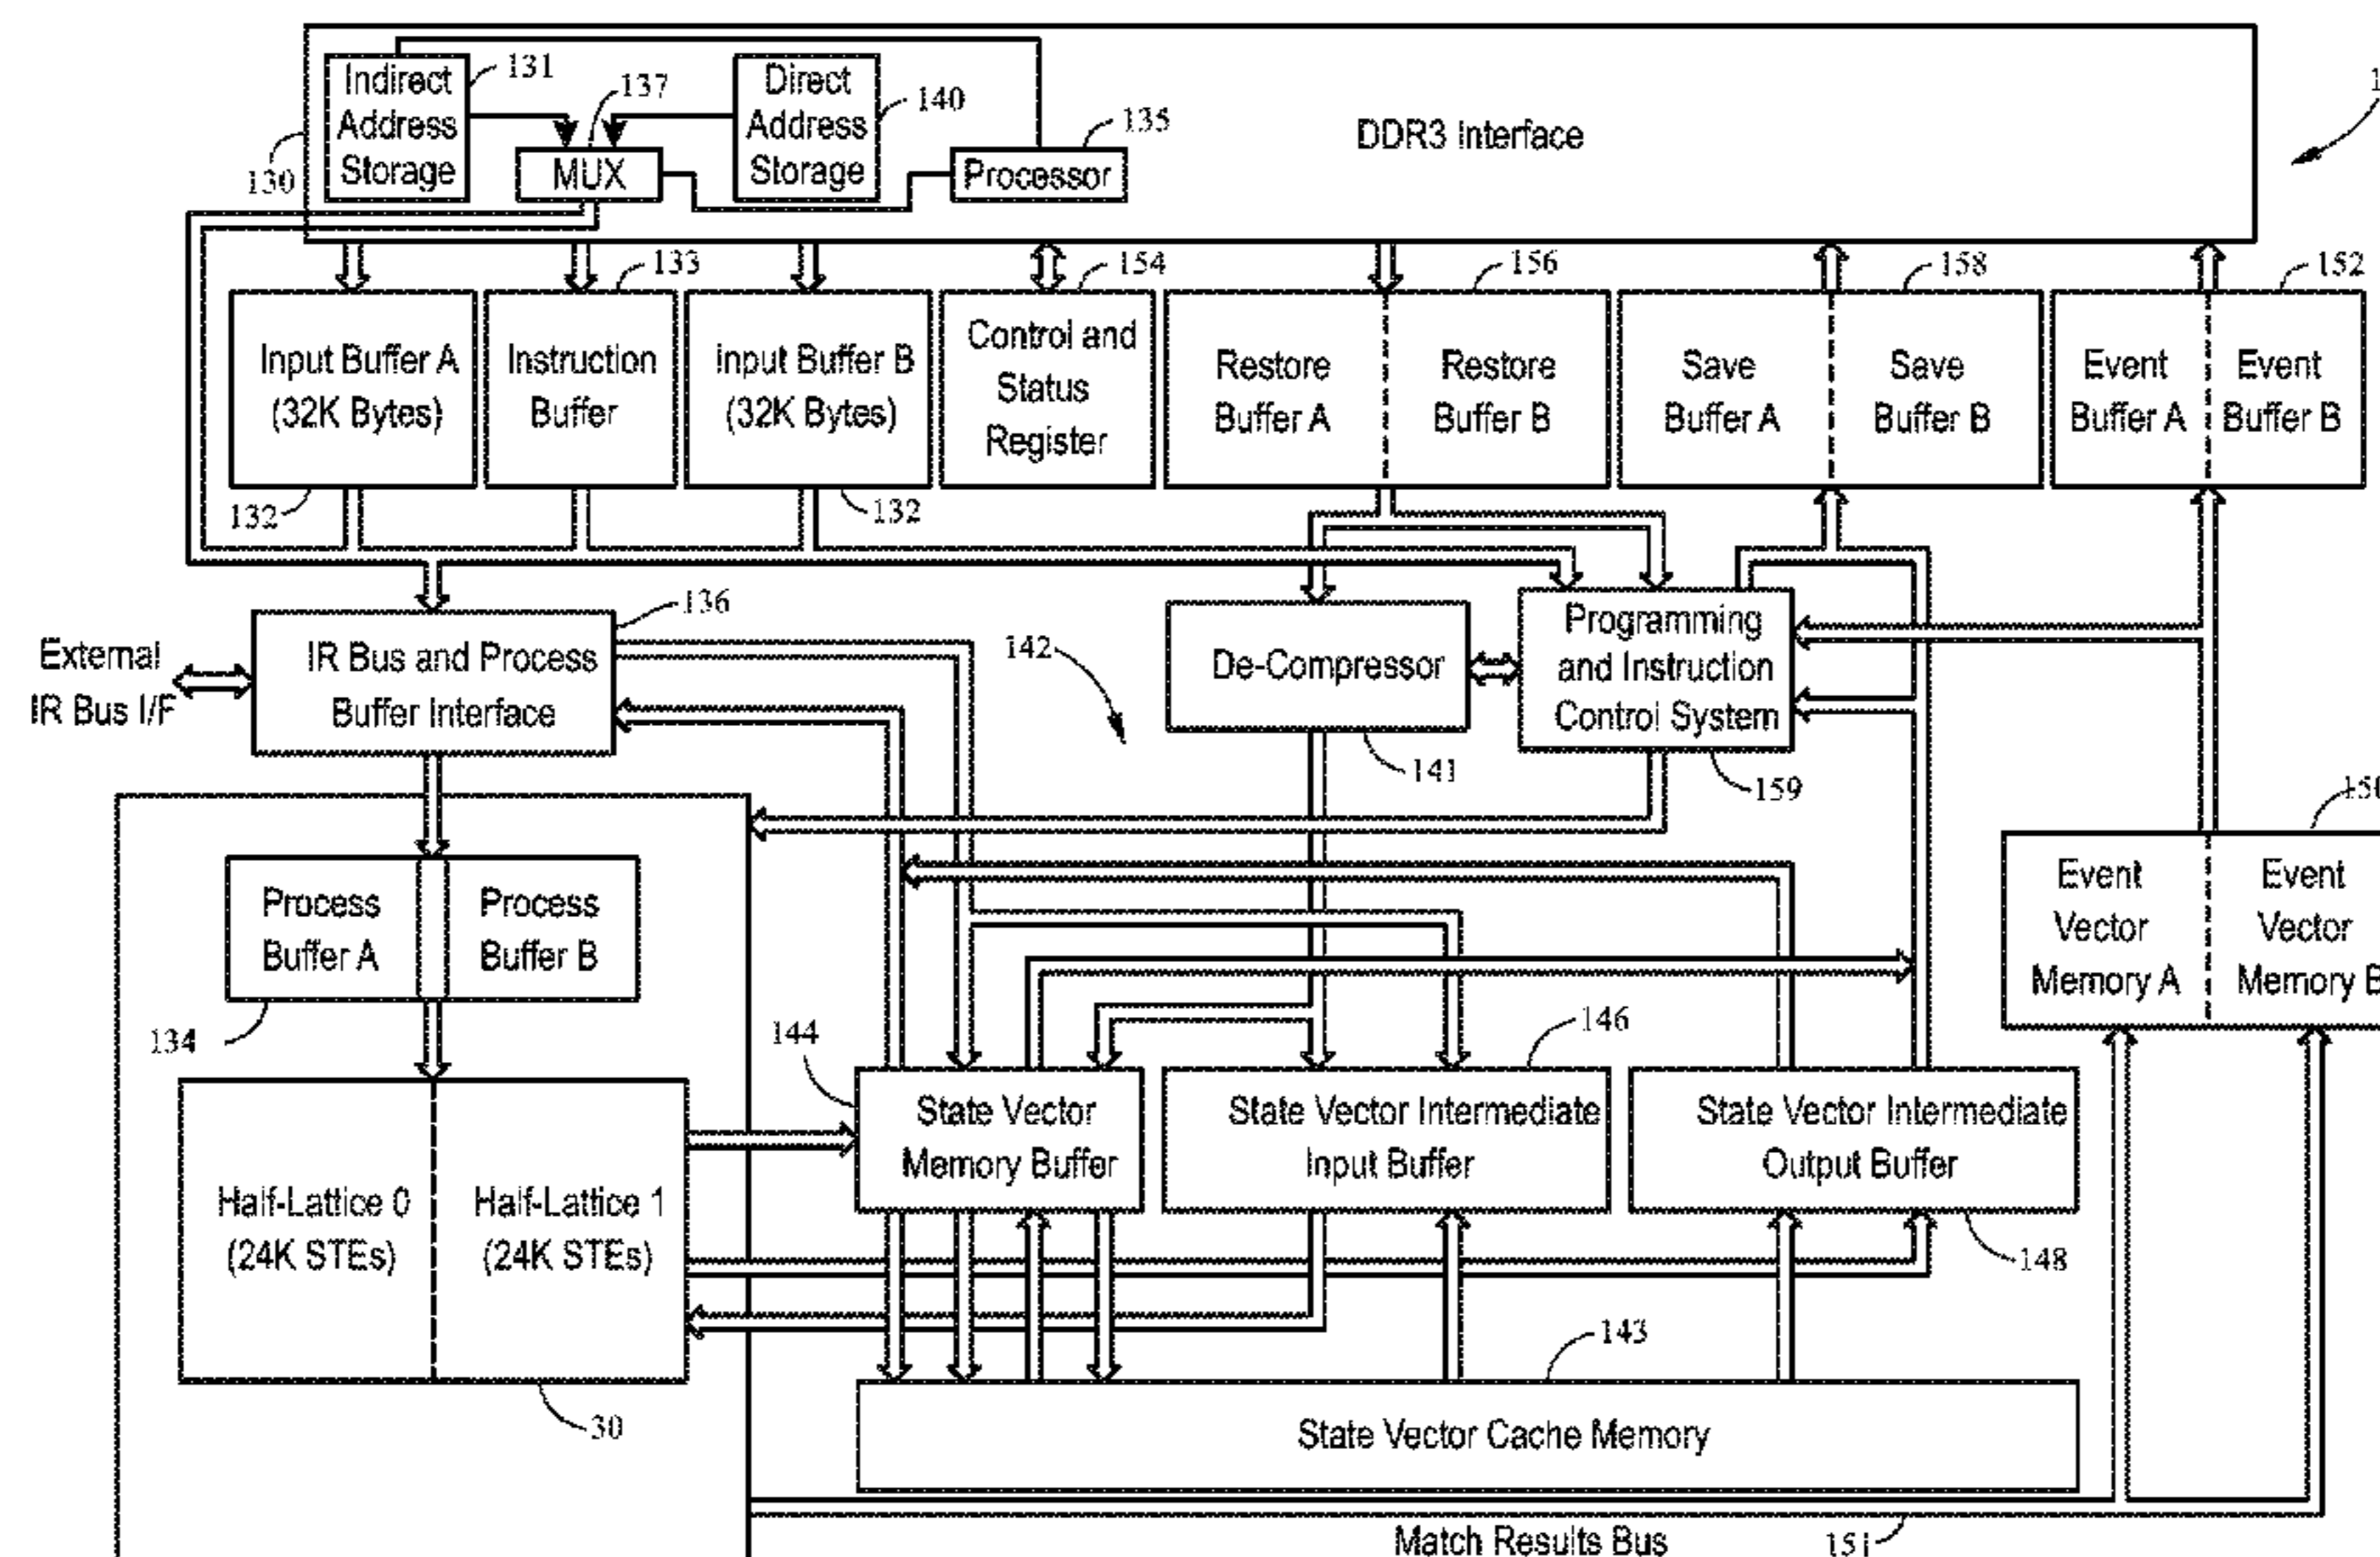 Indirect
Address
Storage
131
137
MUX
Direct
Address
Storage
140
135
Processor
DDR3 Interface
1
130
133
154
156
158
152
Input Buffer A
(32K Bytes)
Instruction
Buffer
Input Buffer B
(32K Bytes)
Control and
Status
Register
Restore
Buffer A
Restore
Buffer B
Save
Buffer A
Save
Buffer B
Event
Buffer A
Event
Buffer B
132
132
136
External
IR Bus I/F
IR Bus and Process
Buffer Interface
142
De-Compressor
141
Programming
and Instruction
Control System
159
150
Process
Buffer A
Process
Buffer B
134
Event
Vector
Memory A
Event
Vector
Memory B
144
146
State Vector
Memory Buffer
State Vector Intermediate
Input Buffer
State Vector Intermediate
Output Buffer
148
Half-Lattice 0
(24K STEs)
Half-Lattice 1
(24K STEs)
30
143
State Vector Cache Memory
Match Results Bus
151